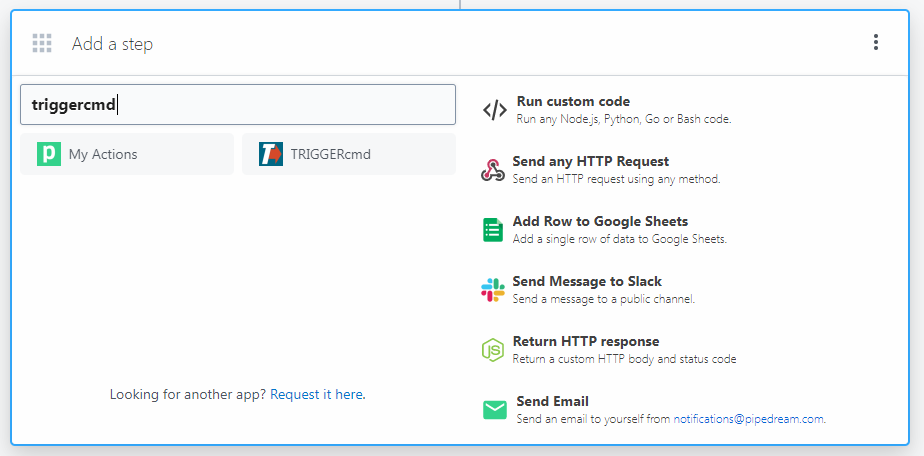 Add a step
triggercmd
My Actions
TRIGGERcmd
Looking for another app? Request it here.
Run custom code
Run any Node.js, Python, Go or Bash code.
Send any HTTP Request
Send an HTTP request using any method.
Add Row to Google Sheets
Add a single row of data to Google Sheets.
Send Message to Slack
Send a message to a public channel.
Return HTTP response
Return a custom HTTP body and status code
Send Email
Send an email to yourself from notifications@pipedream.com.